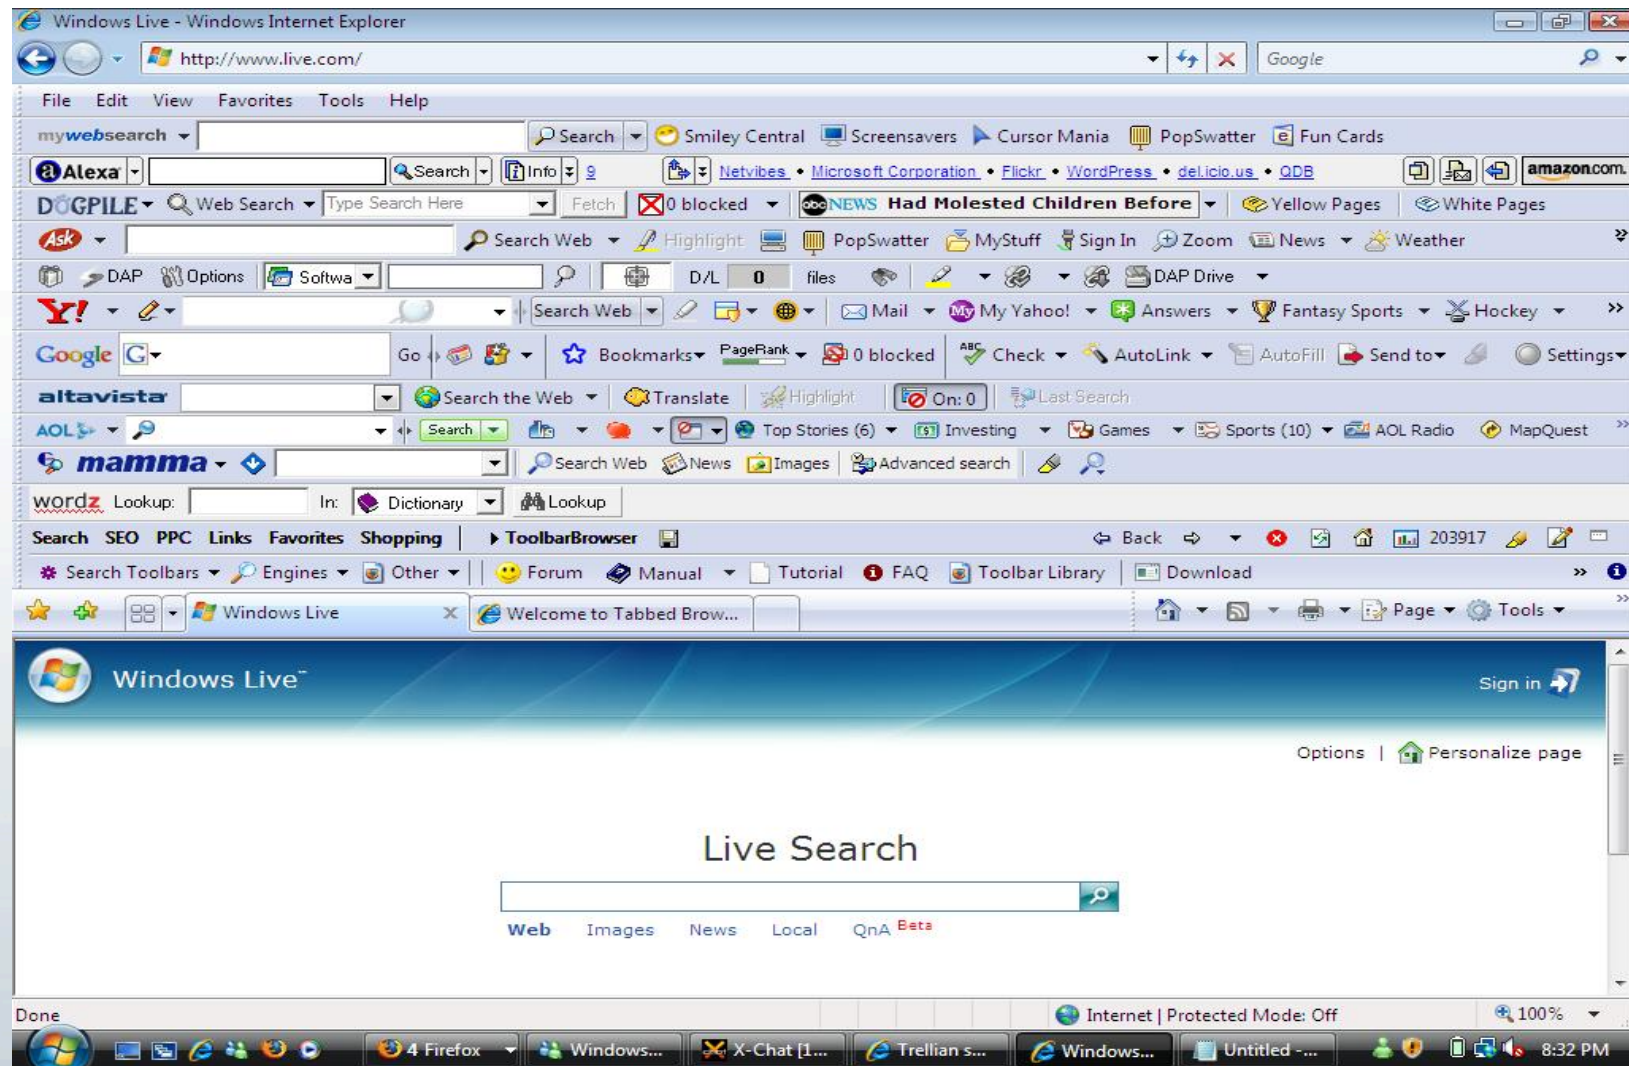 Windows Live - Windows Internet Explorer
http://www.live.com/ Google
File Edit View Favorites Tools Help
mywebsearch Search Smiley Central Screensavers Cursor Mania PopSwatter Fun Cards
Alexa Search Info 9 Netvibes • Microsoft Corporation • Flickr • WordPress • del.icio.us • QDB amazon.com.
DOGPILE Web Search Type Search Here Fetch 0 blocked abc NEWS Had Molested Children Before Yellow Pages White Pages
Ask Search Web Highlight PopSwatter MyStuff Sign In Zoom News Weather
DAP Options Softwa D/L 0 files DAP Drive
Y! Search Web Mail My My Yahoo! Answers Fantasy Sports Hockey
Google G Go Bookmarks PageRank 0 blocked ABC Check AutoLink AutoFill Send to Settings
altavista Search the Web Translate Highlight On: 0 Last Search
AOL Search Top Stories (6) Investing Games Sports (10) AOL Radio MapQuest
mamma Search Web News Images Advanced search
wordz Lookup: In: Dictionary Lookup
Search SEO PPC Links Favorites Shopping ToolbarBrowser Back 203917
Search Toolbars Engines Other Forum Manual Tutorial FAQ Toolbar Library Download
Windows Live Welcome to Tabbed Brow... Page Tools
Windows Live™ Sign in
Options | Personalize page
Live Search
Web Images News Local QnA Beta
Done Internet | Protected Mode: Off 100%
4 Firefox Windows... X-Chat [1... Trellian s... Windows... Untitled -... 8:32 PM